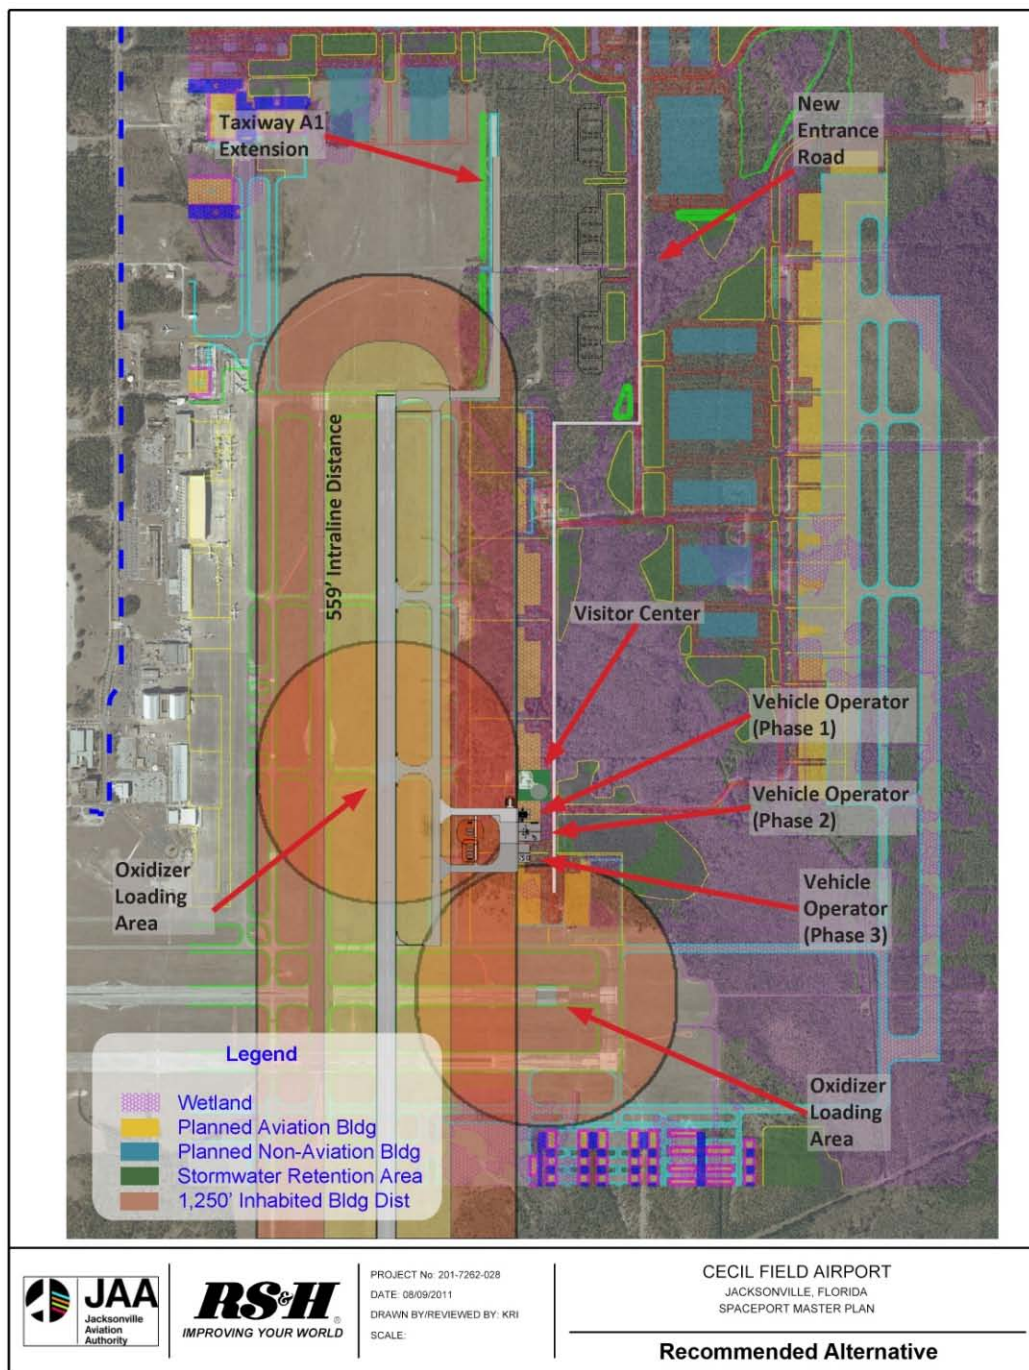 Taxiway A1
Extension
New
Entrance
Road
559' Intraline Distance
Visitor Center
Vehicle Operator
(Phase 1)
Vehicle Operator
(Phase 2)
Vehicle
Operator
(Phase 3)
Oxidizer
Loading
Area
Oxidizer
Loading
Area
Legend
Wetland
Planned Aviation Bldg
Planned Non-Aviation Bldg
Stormwater Retention Area
1,250' Inhabited Bldg Dist
JAA
Jacksonville
Aviation
Authority
RS&H®
IMPROVING YOUR WORLD
PROJECT No: 201-7262-028
DATE: 08/09/2011
DRAWN BY/REVIEWED BY: KRI
SCALE:
CECIL FIELD AIRPORT
JACKSONVILLE, FLORIDA
SPACEPORT MASTER PLAN
Recommended Alternative